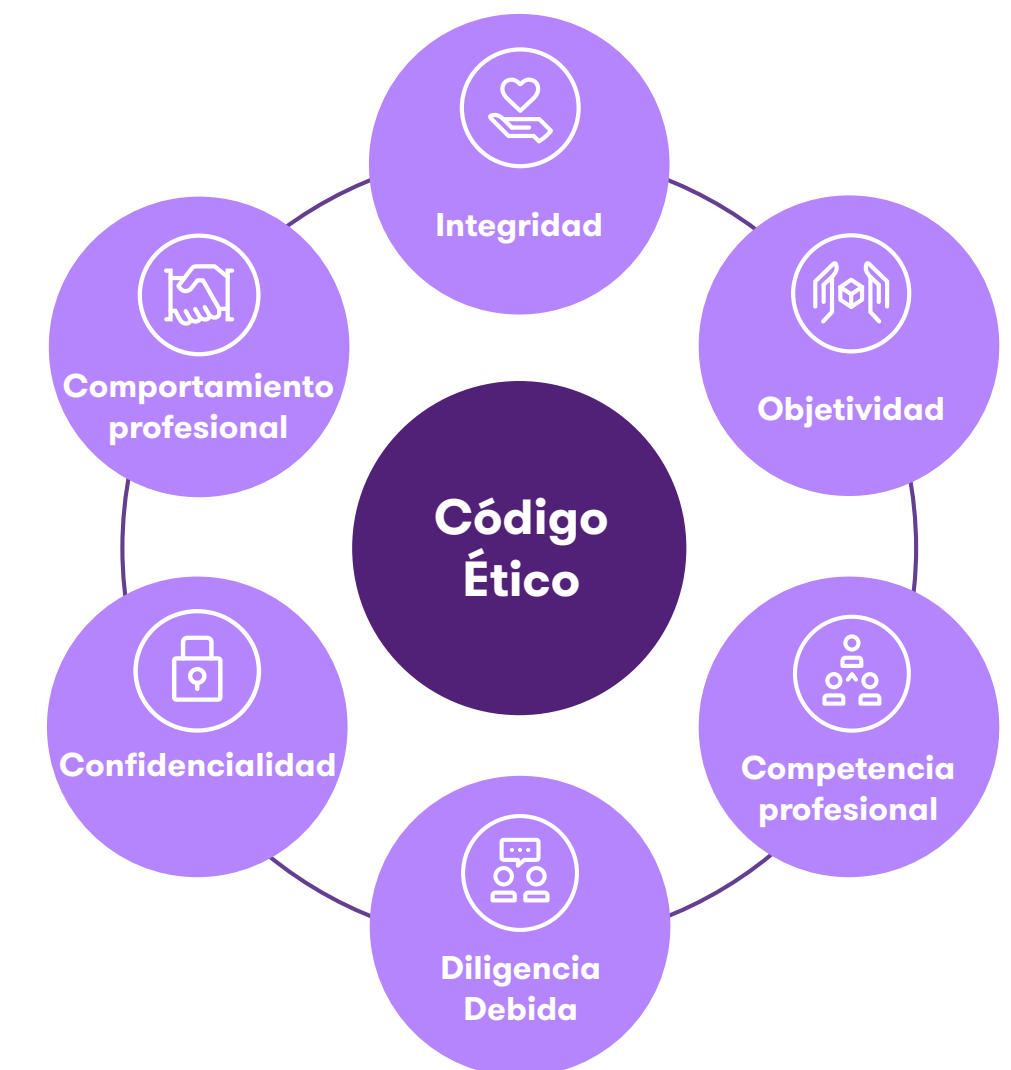 Integridad
Objetividad
Competencia
profesional
Diligencia
Debida
Confidencialidad
Comportamiento
profesional
Código
Ético